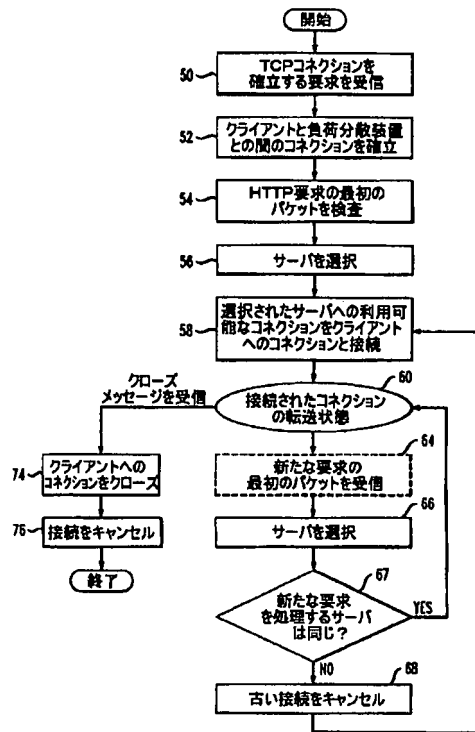 開始
50
TCPコネクションを
確立する要求を受信
52
クライアントと負荷分散装置
との間のコネクションを確立
54
HTTP要求の最初の
パケットを検査
56
サーバを選択
58
選択されたサーバへの利用可
能なコネクションをクライアント
へのコネクションと接続
60
接続されたコネクション
の転送状態
クローズ
メッセージを受信
64
新たな要求の
最初のパケットを受信
74
クライアントへの
コネクションをクローズ
66
サーバを選択
76
接続をキャンセル
終了
67
新たな要求
を処理するサーバ
は同じ?
YES
NO
68
古い接続をキャンセル